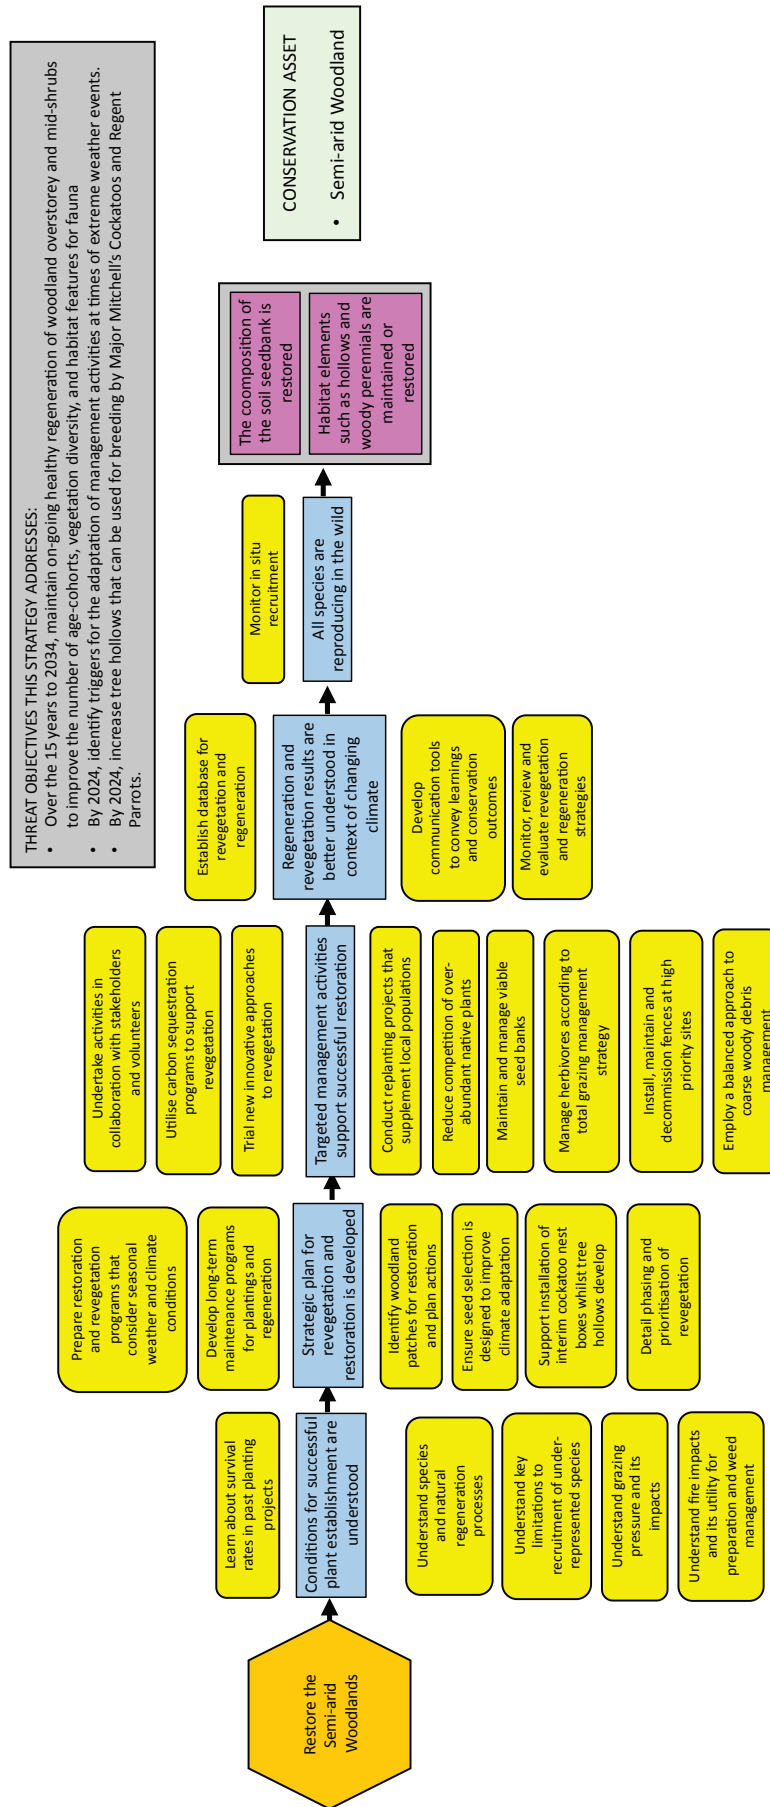 THREAT OBJECTIVES THIS STRATEGY ADDRESSES:
• Over the 15 years to 2034, maintain on-going healthy regeneration of woodland overstorey and mid-shrubs
to improve the number of age-cohorts, vegetation diversity, and habitat features for fauna
• By 2024, identify triggers for the adaptation of management activities at times of extreme weather events.
• By 2024, increase tree hollows that can be used for breeding by Major Mitchell's Cockatoos and Regent
Parrots.
Restore the
Semi-arid
Woodlands
Learn about survival
rates in past planting
projects
Conditions for successful
plant establishment are
understood
Understand species
and natural
regeneration
processes
Understand key
limitations to
recruitment of under-
represented species
Understand grazing
pressure and its
impacts
Understand fire impacts
and its utility for
preparation and weed
management
Prepare restoration
and revegetation
programs that
consider seasonal
weather and climate
conditions
Develop long-term
maintenance programs
for plantings and
regeneration
Strategic plan for
revegetation and
restoration is developed
Identify woodland
patches for restoration
and plan actions
Ensure seed selection is
designed to improve
climate adaptation
Support installation of
interim cockatoo nest
boxes whilst tree
hollows develop
Detail phasing and
prioritisation of
revegetation
Undertake activities in
collaboration with stakeholders
and volunteers
Utilise carbon sequestration
programs to support
revegetation
Trial new innovative approaches
to revegetation
Targeted management activities
support successful restoration
Conduct replanting projects that
supplement local populations
Reduce competition of over-
abundant native plants
Maintain and manage viable
seed banks
Manage herbivores according to
total grazing management
strategy
Install, maintain and
decommission fences at high
priority sites
Employ a balanced approach to
coarse woody debris
management
Establish database for
revegetation and
regeneration
Regeneration and
revegetation results are
better understood in
context of changing
climate
Develop
communication tools
to convey learnings
and conservation
outcomes
Monitor, review and
evaluate revegetation
and regeneration
strategies
Monitor in situ
recruitment
All species are
reproducing in the wild
The coomposition of
the soil seedbank is
restored
Habitat elements
such as hollows and
woody perennials are
maintained or
restored
CONSERVATION ASSET
• Semi-arid Woodland